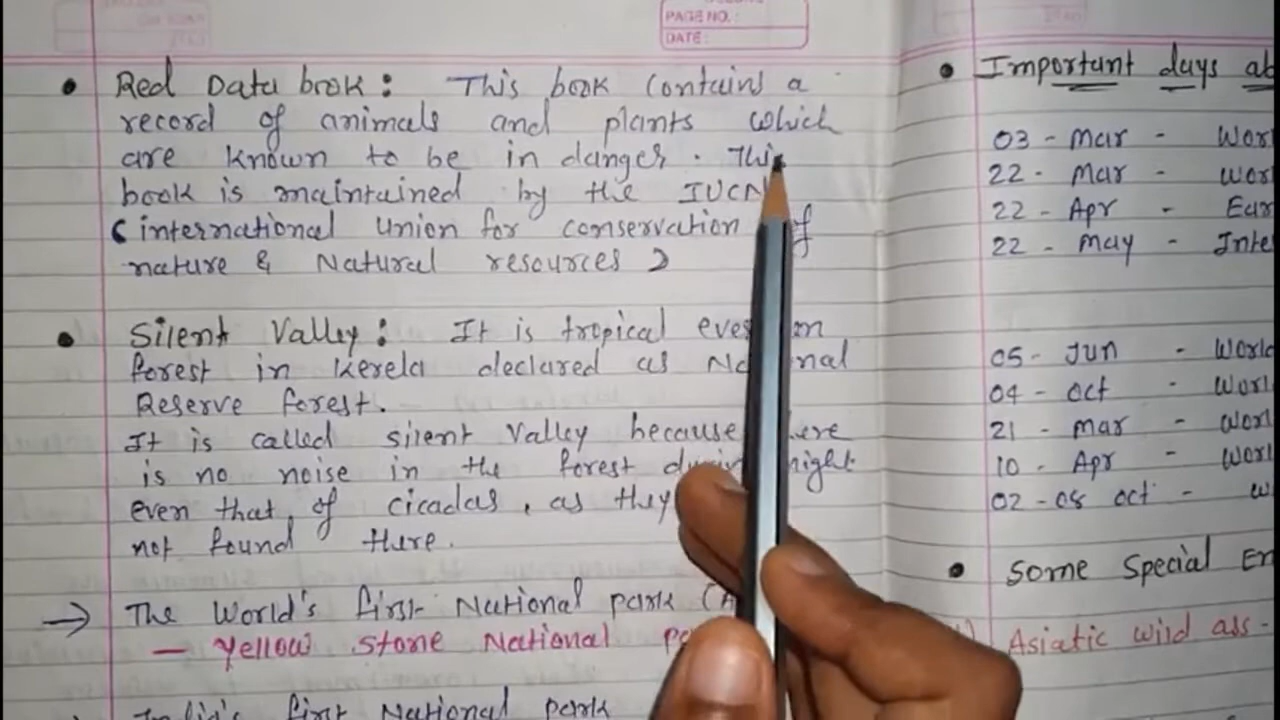 PAGE NO.:
DATE:
• Red Data book: This book contains a
record of animals and plants which
are known to be in danger. This
book is maintained by the IUCN
(international Union for conservation of
nature & Natural resources)
• Silent Valley: It is tropical
forest in Kerela declared as
Reserve forest.
It is called silent Valley because
is no noise in the forest during night
even that of cicadas, as they
not found there.
→ The World's first National park
— Yellow stone National
India's first National park
• Important days
03 - Mar -
22 - Mar -
22 - Apr -
22 - May -
05 - JUN - World
04 - Oct -
21 - Mar -
10 - Apr -
02-08 Oct -
• Some Special
Asiatic wild ass -